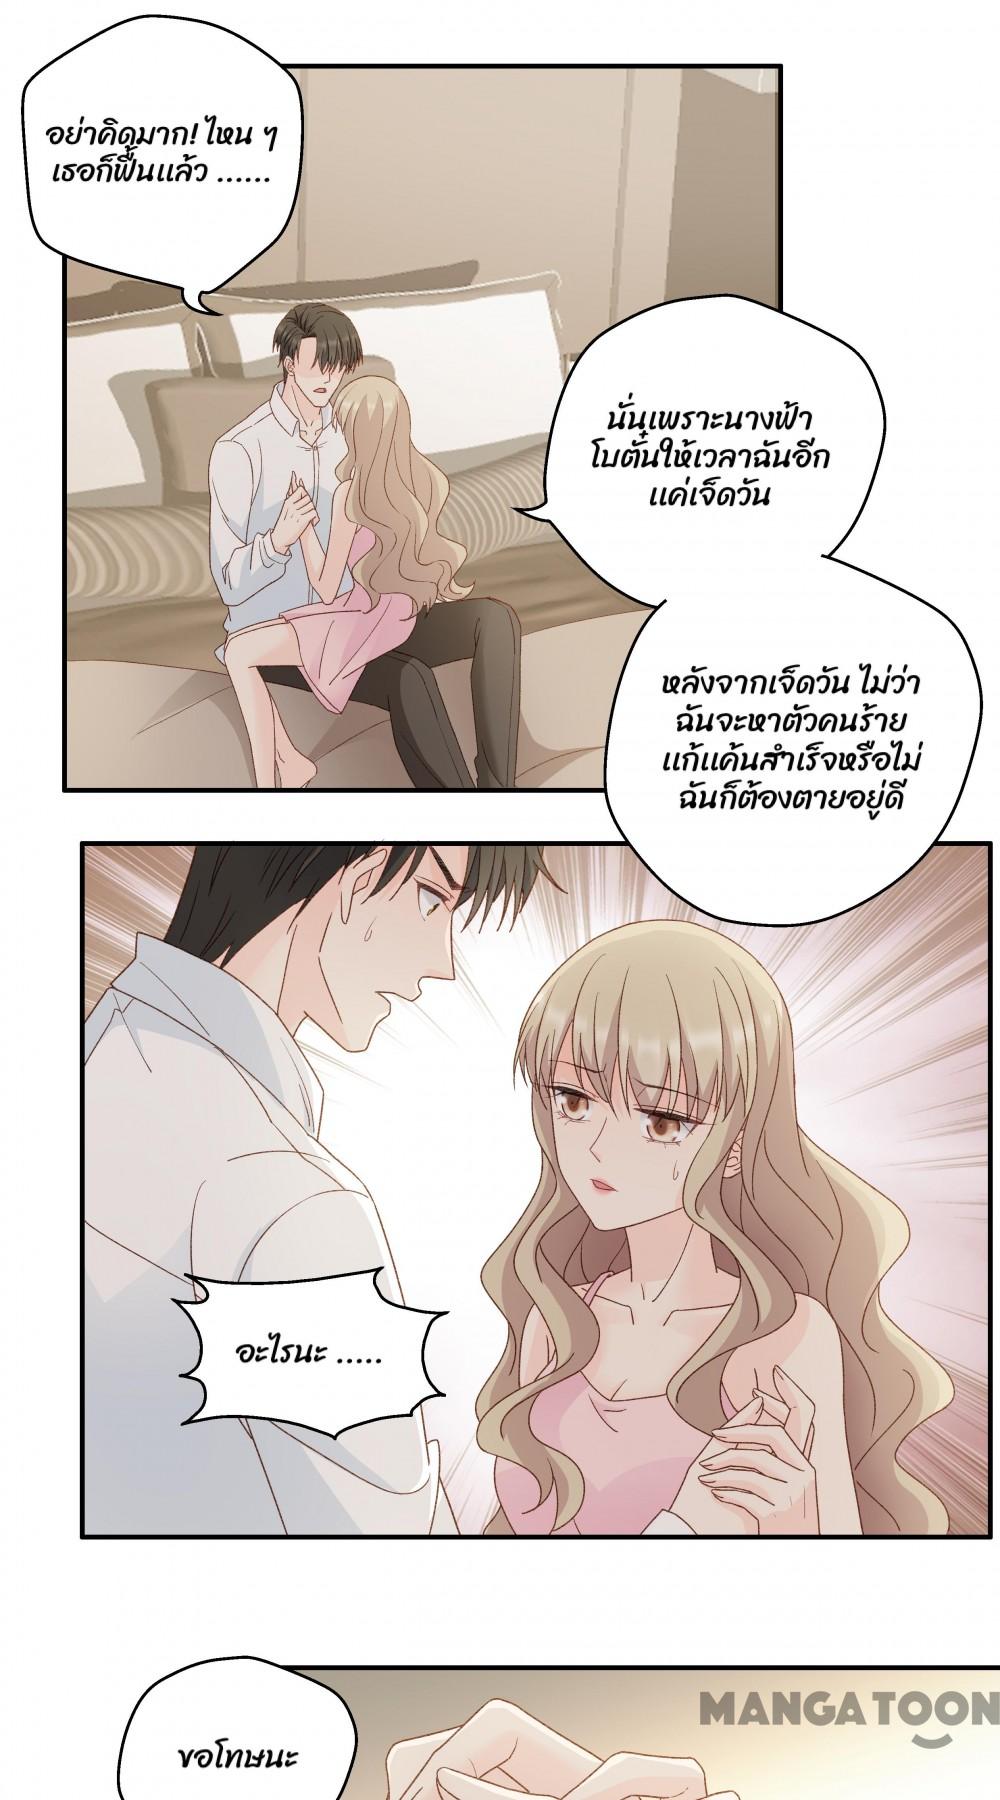 อย่าคิดมาก! ไหน ๆ
เธอก็ฟื้นแล้ว ......
นั่นเพราะนางฟ้า
โบตั๋นให้เวลาฉันอีก
แค่เจ็ดวัน
หลังจากเจ็ดวัน ไม่ว่า
ฉันจะหาตัวคนร้าย
แก้แค้นสำเร็จหรือไม่
ฉันก็ต้องตายอยู่ดี
อะไรนะ .....
MANGATOON
ขอโทษนะ